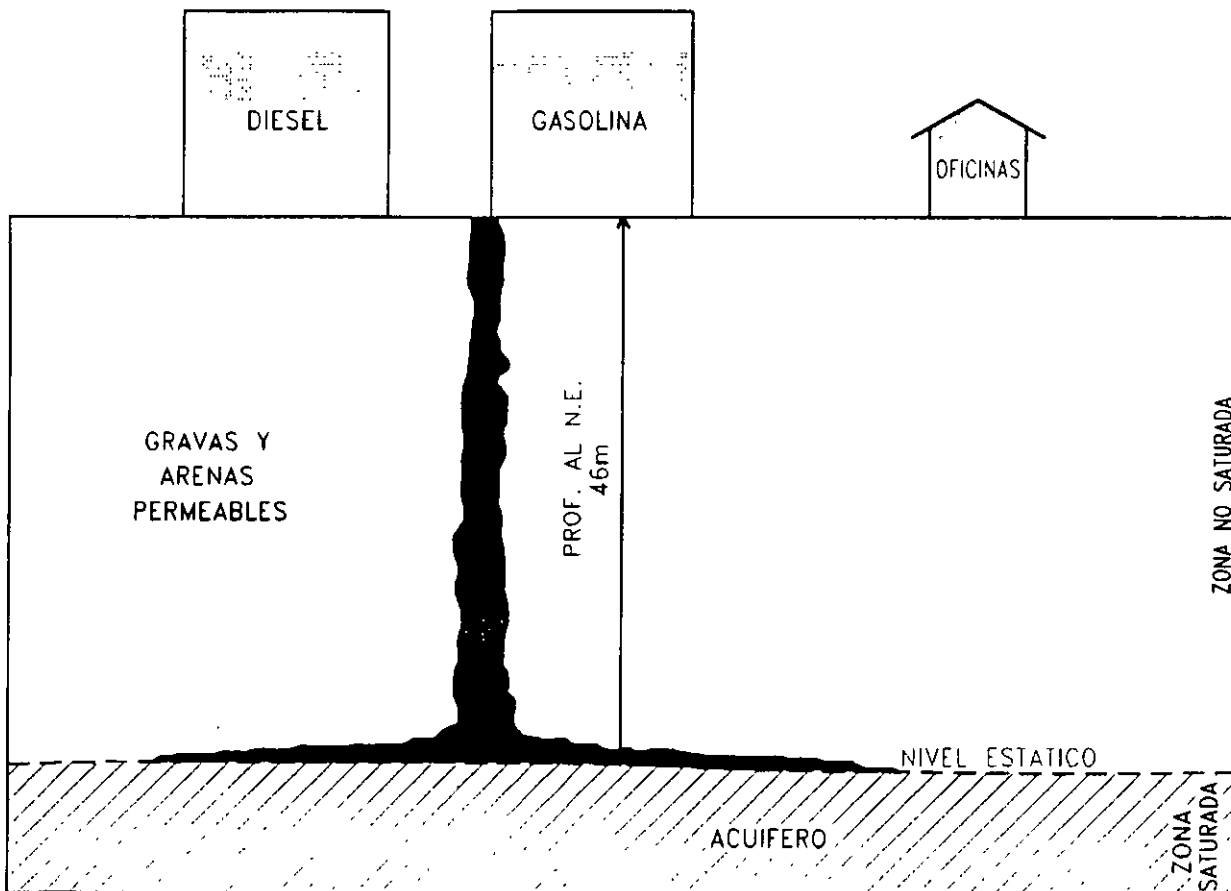 DIESEL
GASOLINA
OFICINAS
GRAVAS Y
ARENAS
PERMEABLES
PROF. AL N.E.
46m
ZONA NO SATURADA
NIVEL ESTATICO
ACUIFERO
ZONA
SATURADA